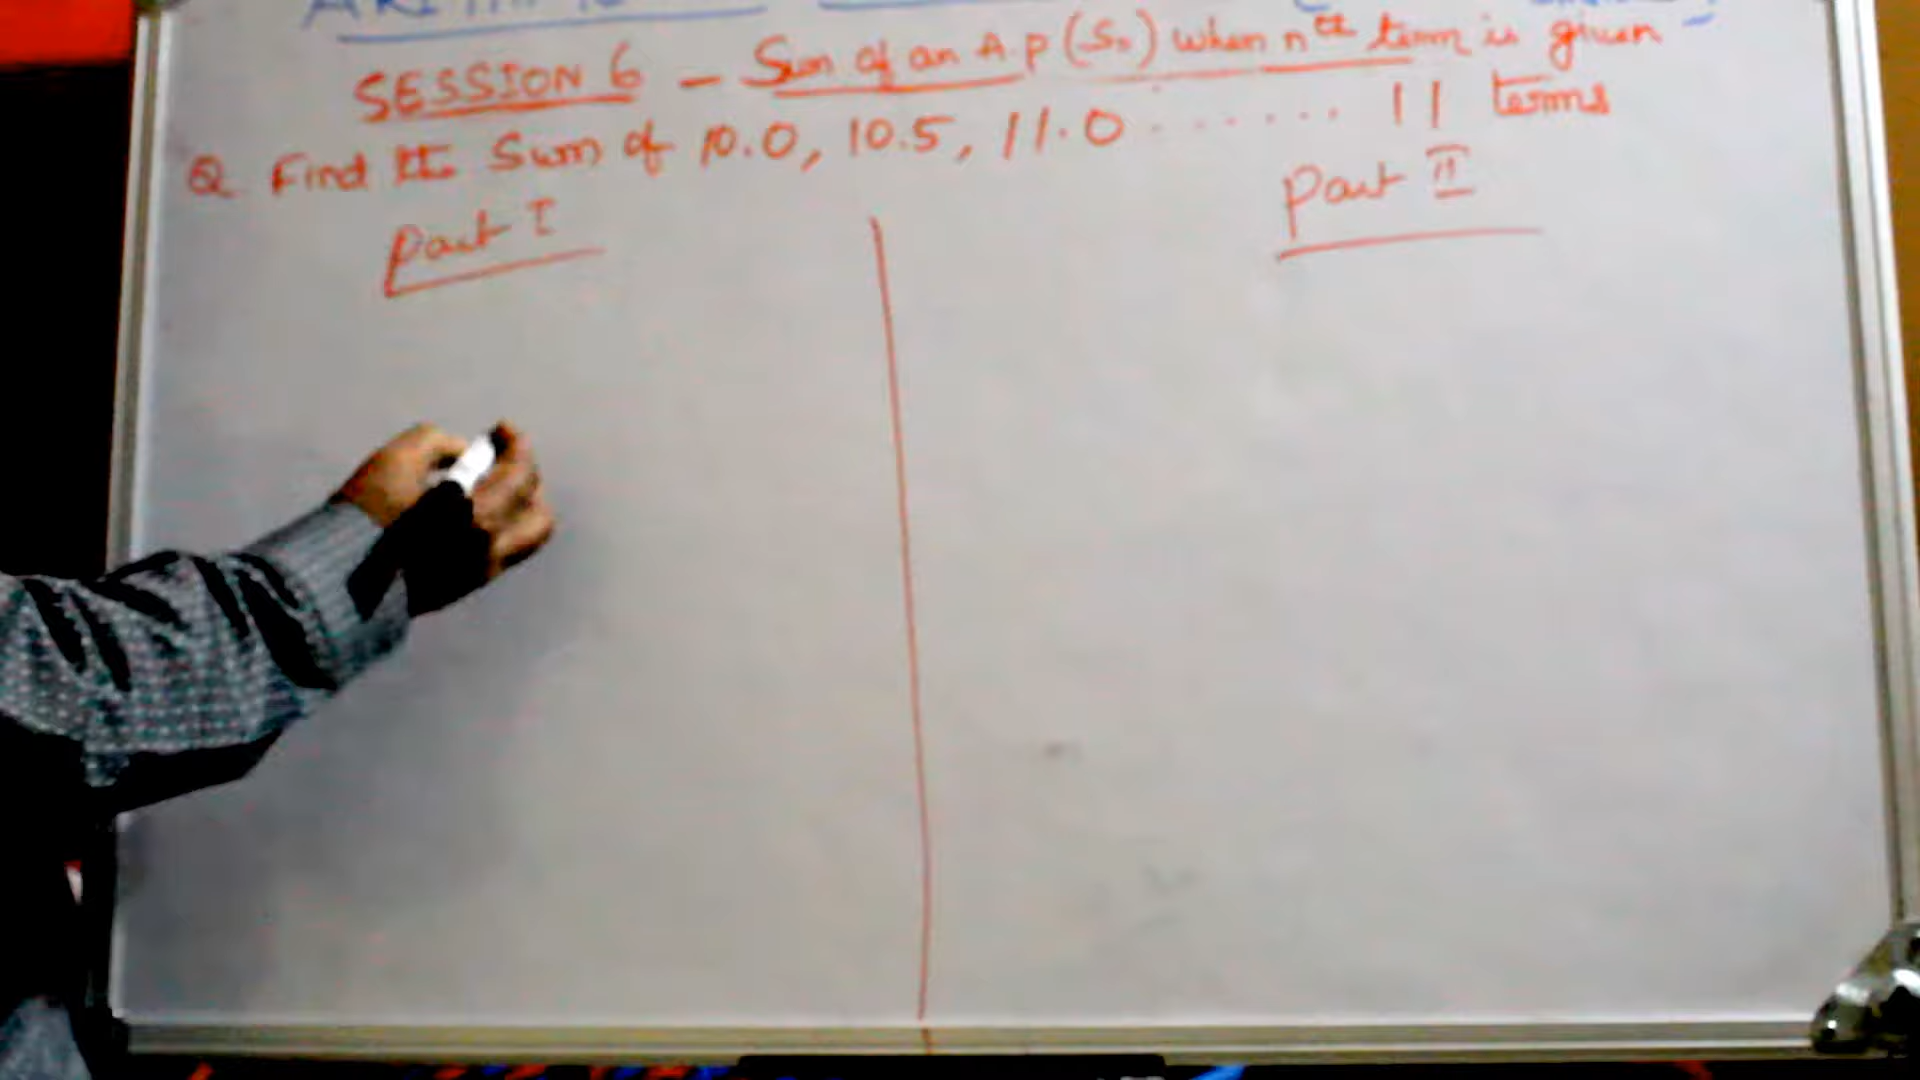 SESSION 6 - Sum of an A.P (Sn) when nth term is given
Q Find the Sum of 10.0, 10.5, 11.0 ....... 11 terms
Part I
Part II